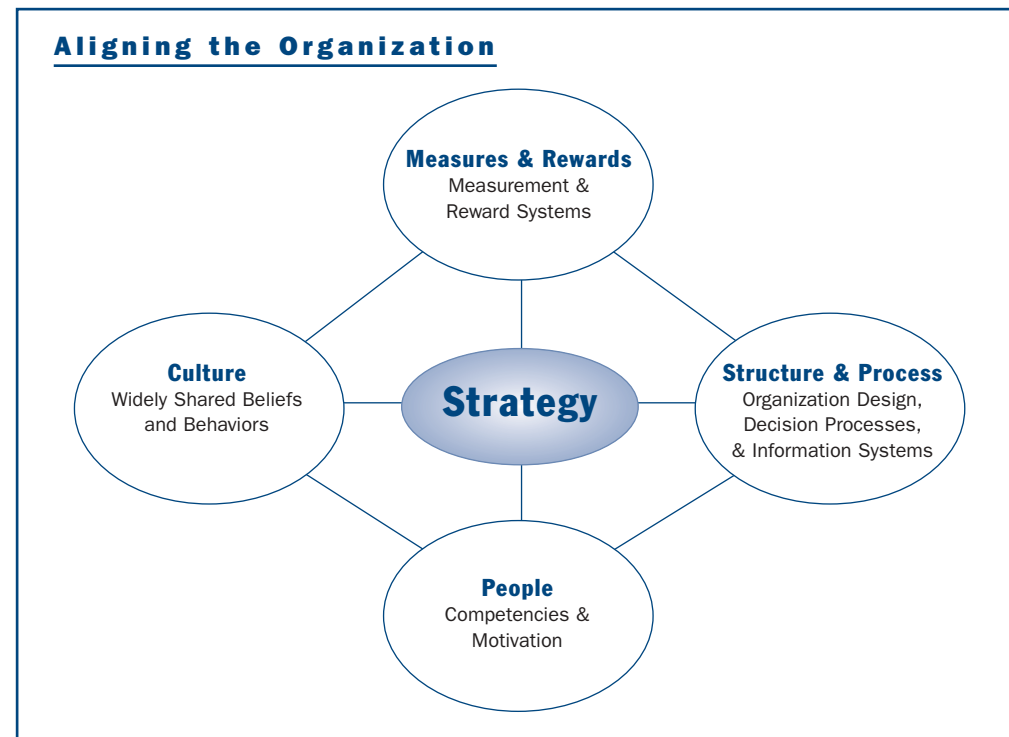 Aligning the Organization
Measures & Rewards
Measurement &
Reward Systems
Culture
Widely Shared Beliefs
and Behaviors
Strategy
Structure & Process
Organization Design,
Decision Processes,
& Information Systems
People
Competencies &
Motivation